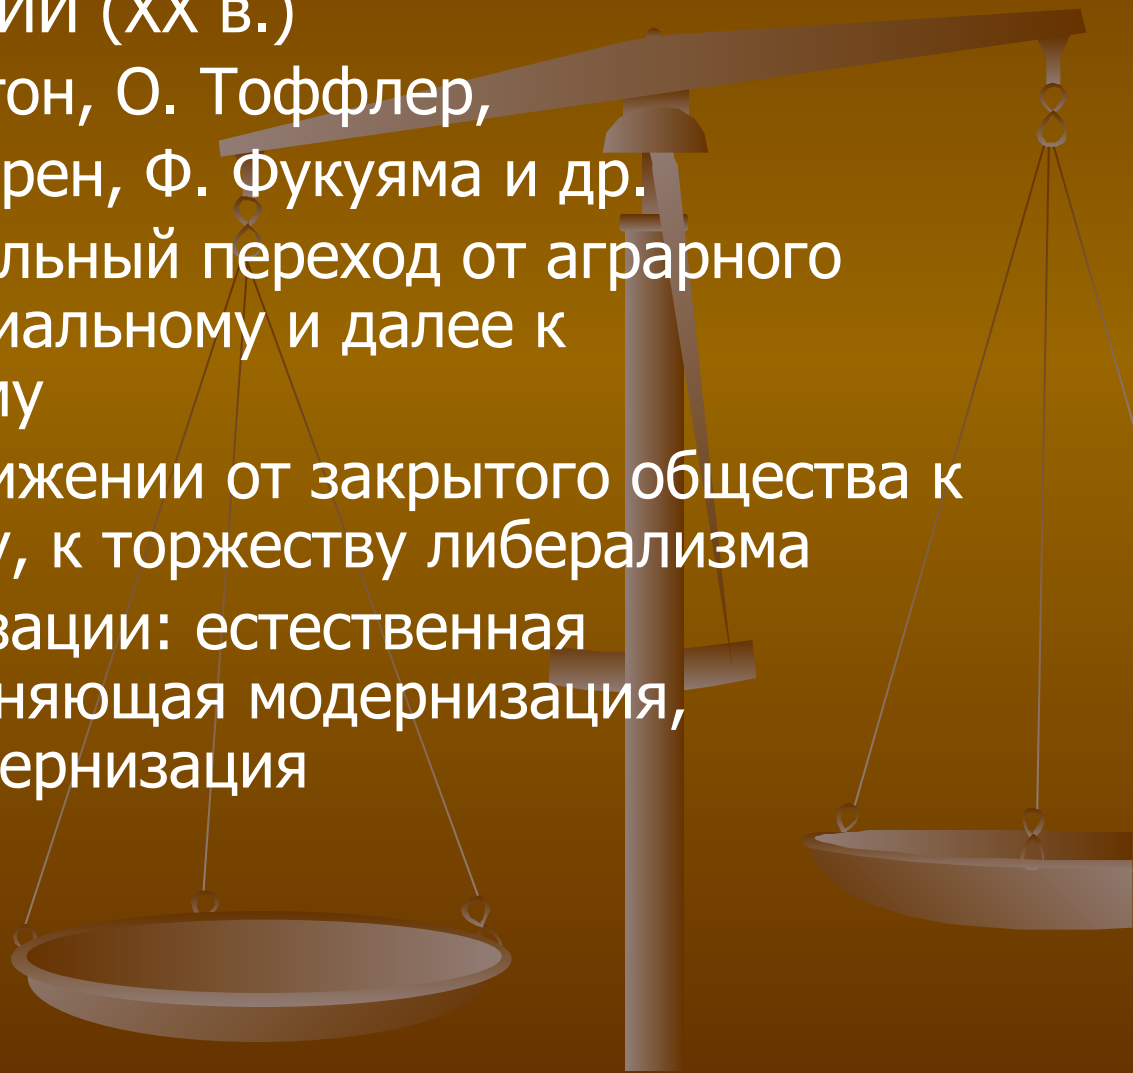 ИИ (XX в.)
тон, О. Тоффлер,
рен, Ф. Фукуяма и др.
льный переход от аграрного
иальному и далее к
му
ижении от закрытого общества к
у, к торжеству либерализма
зации: естественная
няющая модернизация,
ернизация